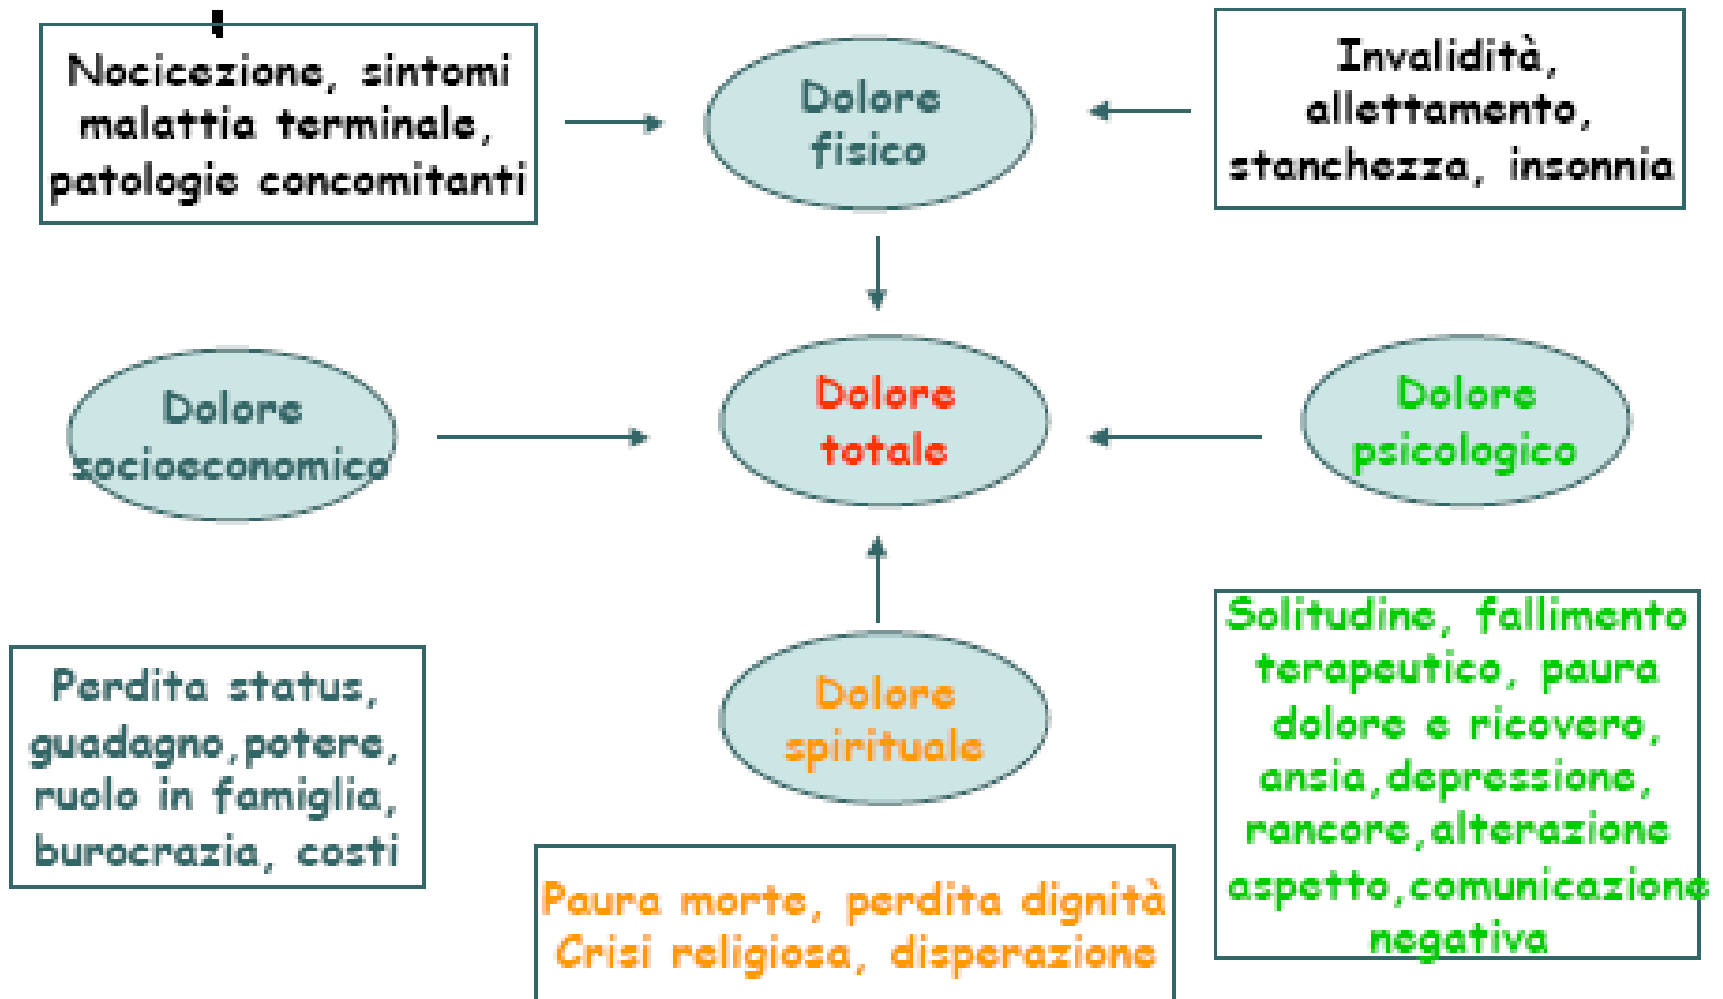 Nocicezione, sintomi
malattia terminale,
patologie concomitanti
Dolore
fisico
Invalidità,
allettamento,
stanchezza, insonnia
Dolore
socioeconomico
Dolore
totale
Dolore
psicologico
Perdita status,
guadagno,potere,
ruolo in famiglia,
burocrazia, costi
Dolore
spirituale
Paura morte, perdita dignità
Crisi religiosa, disperazione
Solitudine, fallimento
terapeutico, paura
dolore e ricovero,
ansia,depressione,
rancore,alterazione
aspetto,comunicazione
negativa